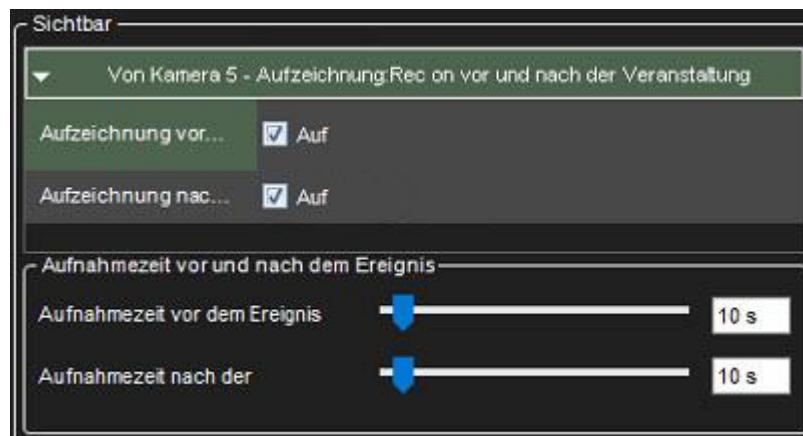 Sichtbar
Von Kamera 5 - Aufzeichnung:Rec on vor und nach der Veranstaltung
Aufzeichnung vor... Auf
Aufzeichnung nac... Auf
Aufnahmezeit vor und nach dem Ereignis
Aufnahmezeit vor dem Ereignis 10 s
Aufnahmezeit nach der 10 s